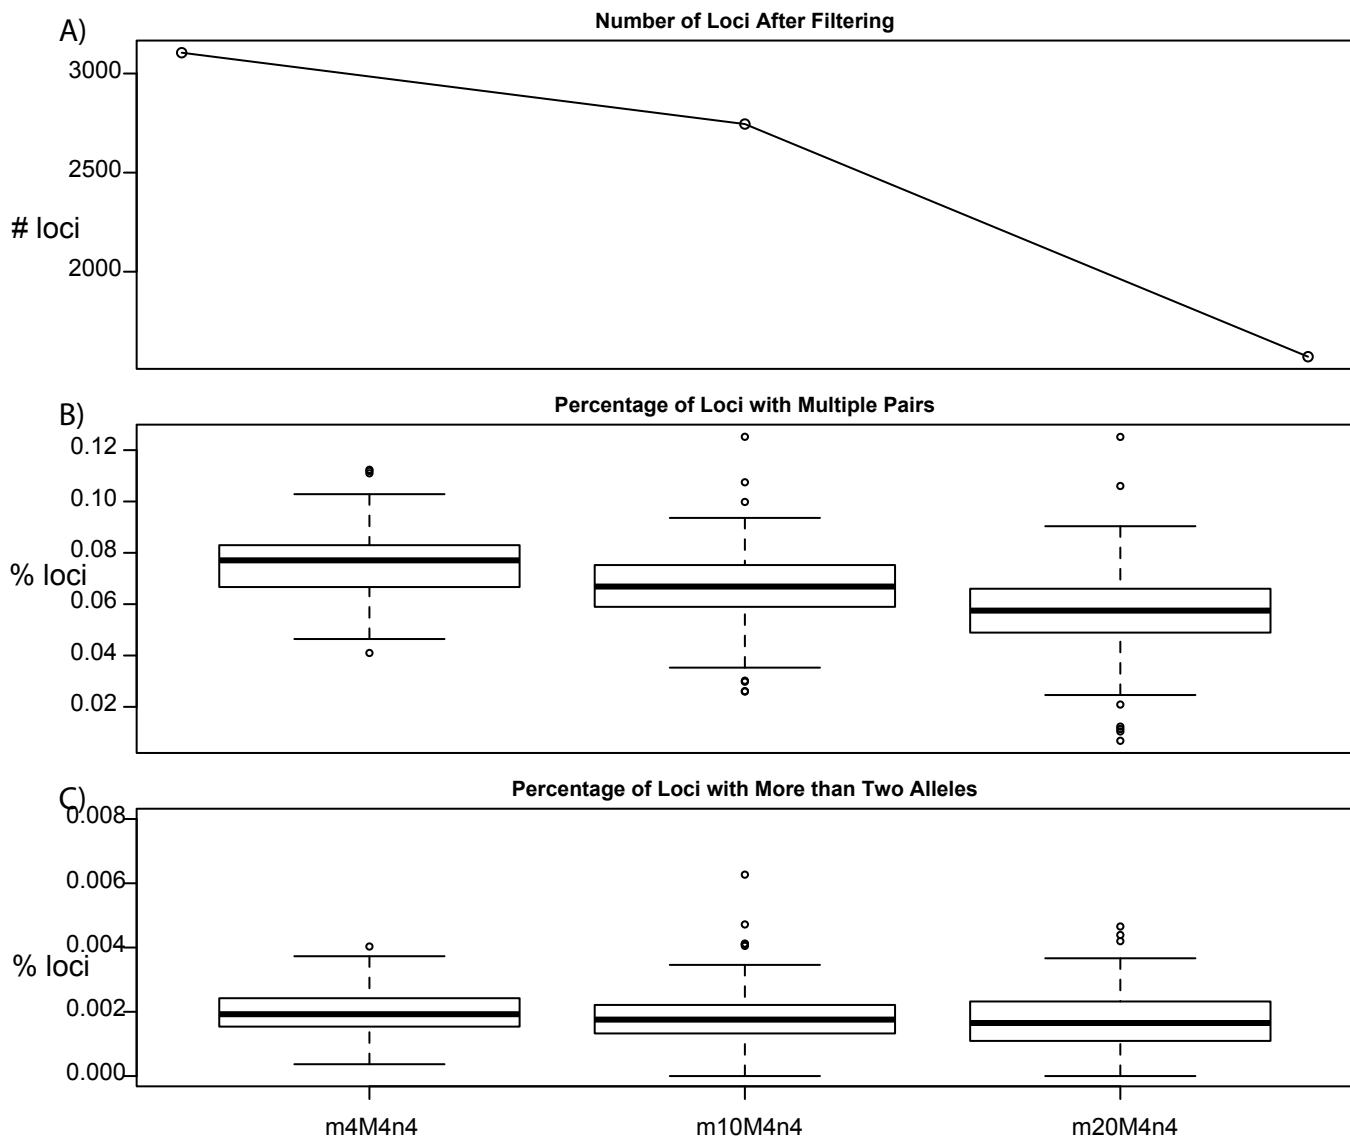 A)
Number of Loci After Filtering
3000
2500
# loci
2000
B)
Percentage of Loci with Multiple Pairs
0.12
0.10
0.08
% loci
0.06
0.04
0.02
C)
Percentage of Loci with More than Two Alleles
0.008
0.006
0.004
% loci
0.002
0.000
m4M4n4 m10M4n4 m20M4n4